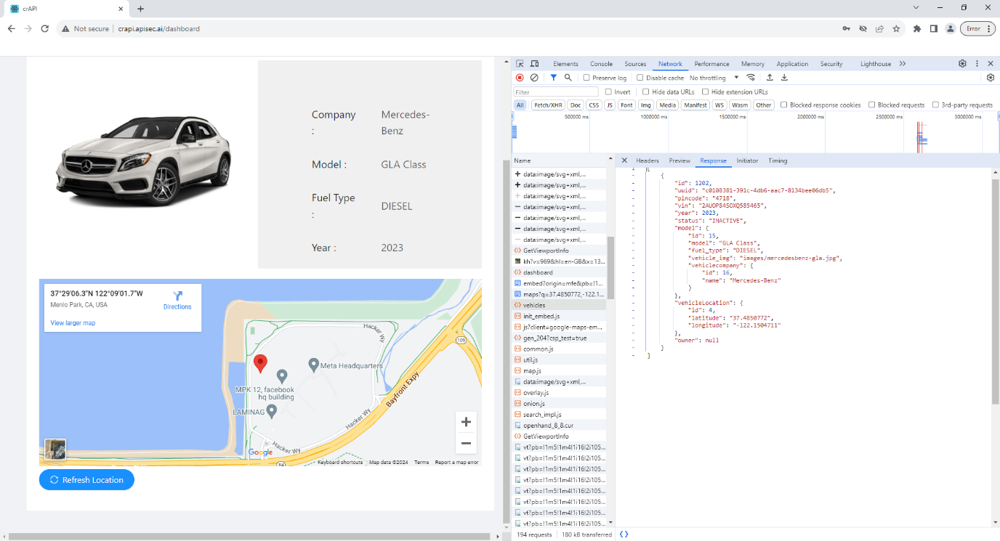 crAPI
Not secure
crapi.apisec.ai/dashboard
Error
Company
:
Mercedes-
Benz
Model :
GLA Class
Fuel Type
:
DIESEL
Year :
2023
37°29'06.3"N 122°09'01.7"W
Menlo Park, CA, USA
Directions
View larger map
Hacker Wy
109
Meta Headquarters
MPK 12, facebook
hq building
LAMINAG
Bayfront Expy
Hacker Wy
Hacker Wy
84
Google
Keyboard shortcuts
Map data ©2024
Terms
Report a map error
Refresh Location
Elements
Console
Sources
Network
Performance
Memory
Application
Security
Lighthouse
Preserve log
Disable cache
No throttling
Filter
Invert
Hide data URLs
Hide extension URLs
All
Fetch/XHR
Doc
CSS
JS
Font
Img
Media
Manifest
WS
Wasm
Other
Blocked response cookies
Blocked requests
3rd-party requests
500000 ms
1000000 ms
1500000 ms
2000000 ms
2500000 ms
3000000 ms
Name
data:image/svg+xml,...
data:image/svg+xml,...
data:image/svg+xml,...
data:image/svg+xml,...
data:image/svg+xml,...
data:image/svg+xml,...
data:image/svg+xml,...
GetViewportInfo
kh?v=969&hl=en-GB&x=13...
dashboard
embed?origin=mfe&pb=!1...
maps?q=37.4850772,-122.1...
vehicles
init_embed.js
js?client=google-maps-em...
gen_204?csp_test=true
common.js
util.js
map.js
data:image/svg+xml,...
overlay.js
onion.js
search_impl.js
openhand_8_8.cur
GetViewportInfo
vt?pb=!1m5!1m4!1i16!2i105...
vt?pb=!1m5!1m4!1i16!2i105...
vt?pb=!1m5!1m4!1i16!2i105...
vt?pb=!1m5!1m4!1i16!2i105...
vt?pb=!1m5!1m4!1i16!2i105...
vt?pb=!1m5!1m4!1i16!2i105...
vt?pb=!1m5!1m4!1i16!2i105...
vt?pb=!1m5!1m4!1i16!2i105...
194 requests
180 kB transferred
{}
Headers
Preview
Response
Initiator
Timing
1 [
- {
- "id": 1202,
- "uuid": "c0108381-391c-4db6-aac7-8134bee06db5",
- "pincode": "4718",
- "vin": "2AUOP84SOXQ585465",
- "year": 2023,
- "status": "INACTIVE",
- "model": {
- "id": 15,
- "model": "GLA Class",
- "fuel_type": "DIESEL",
- "vehicle_img": "images/mercedesbenz-gla.jpg",
- "vehiclecompany": {
- "id": 16,
- "name": "Mercedes-Benz"
- }
- },
- "vehicleLocation": {
- "id": 4,
- "latitude": "37.4850772",
- "longitude": "-122.1504711"
- },
- "owner": null
- }
- ]